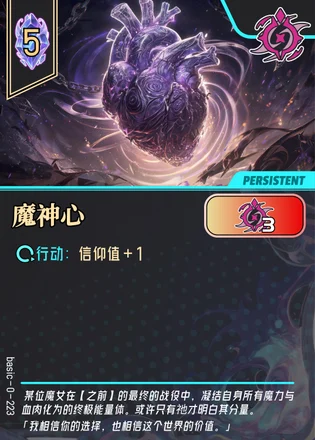 5
PERSISTENT
魔神心
3
行动：信仰值+1
某位魔女在【之前】的最终的战役中，凝结自身所有魔力与
血肉化为的终极能量体。或许只有祂才明白其分量。
「我相信你的选择，也相信这个世界的价值。」
basic-0-223